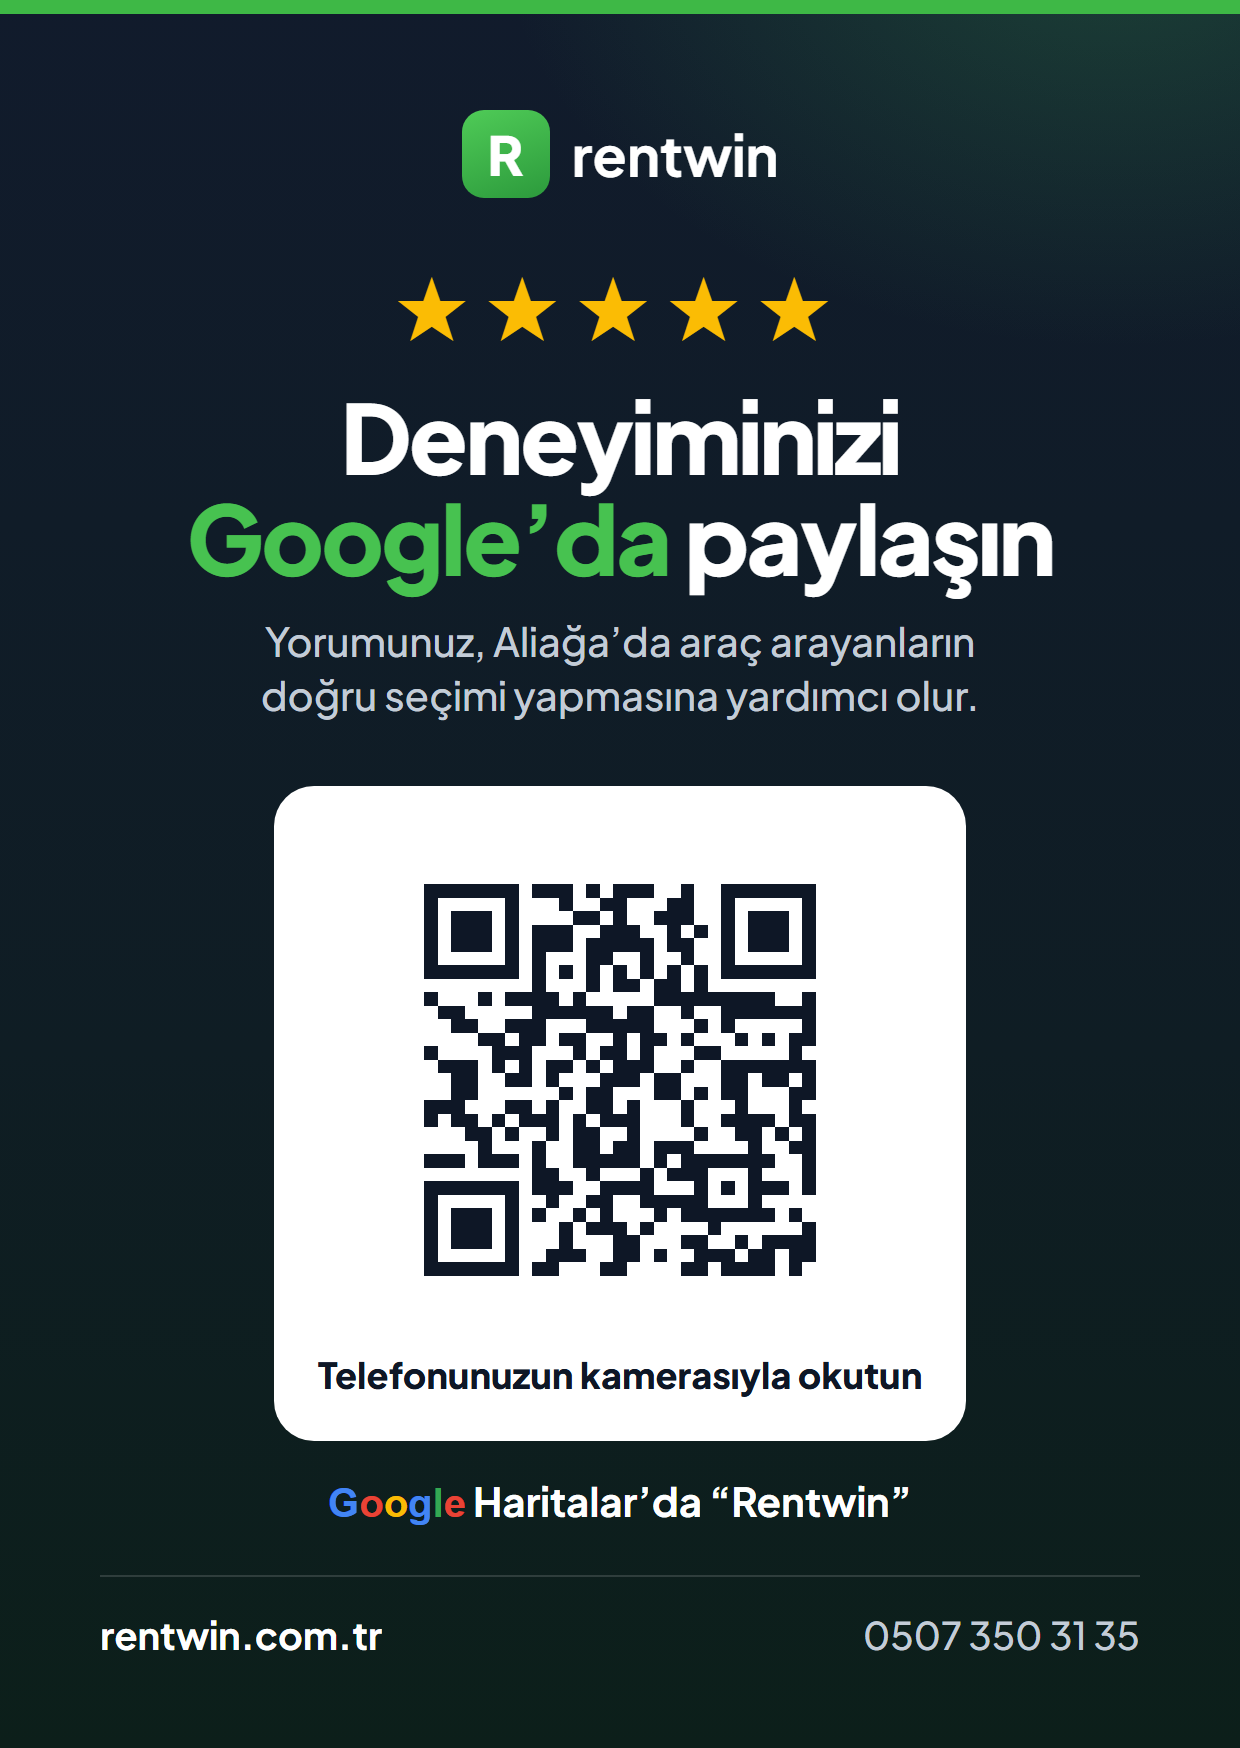 R rentwin
Deneyiminizi
Google’da paylaşın
Yorumunuz, Aliağa’da araç arayanların
doğru seçimi yapmasına yardımcı olur.
Telefonunuzun kamerasıyla okutun
Google Haritalar’da “Rentwin”
rentwin.com.tr
0507 350 31 35